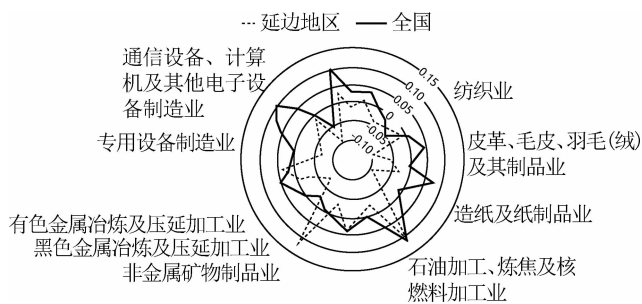 延边地区 全国
通信设备、计算
机及其他电子设
备制造业
专用设备制造业
有色金属冶炼及压延加工业
黑色金属冶炼及压延加工业
非金属矿物制品业
0.15
0.10
0.05
0
-0.05
-0.10
纺织业
皮革、毛皮、羽毛(绒)
及其制品业
造纸及纸制品业
石油加工、炼焦及核
燃料加工业